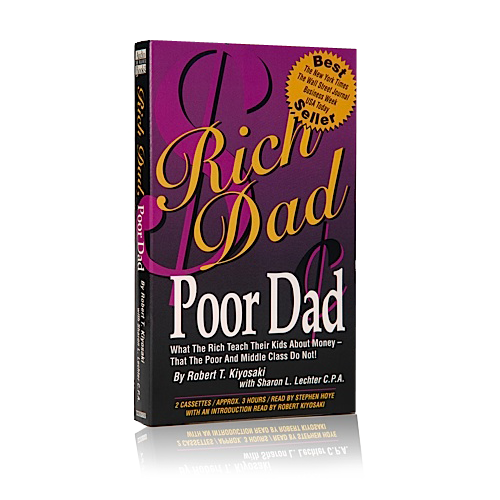 Best
The New York Times
The Wall Street Journal
Business Week
USA Today
Seller
Rich
Dad
Poor Dad
What The Rich Teach Their Kids About Money –
That The Poor And Middle Class Do Not!
By Robert T. Kiyosaki
with Sharon L. Lechter C.P.A.
2 CASSETTES / APPROX. 3 HOURS / READ BY STEPHEN HOYE
WITH AN INTRODUCTION READ BY ROBERT KIYOSAKI
Rich Dad
Poor Dad
By Robert T. Kiyosaki
with Sharon L. Lechter C.P.A.